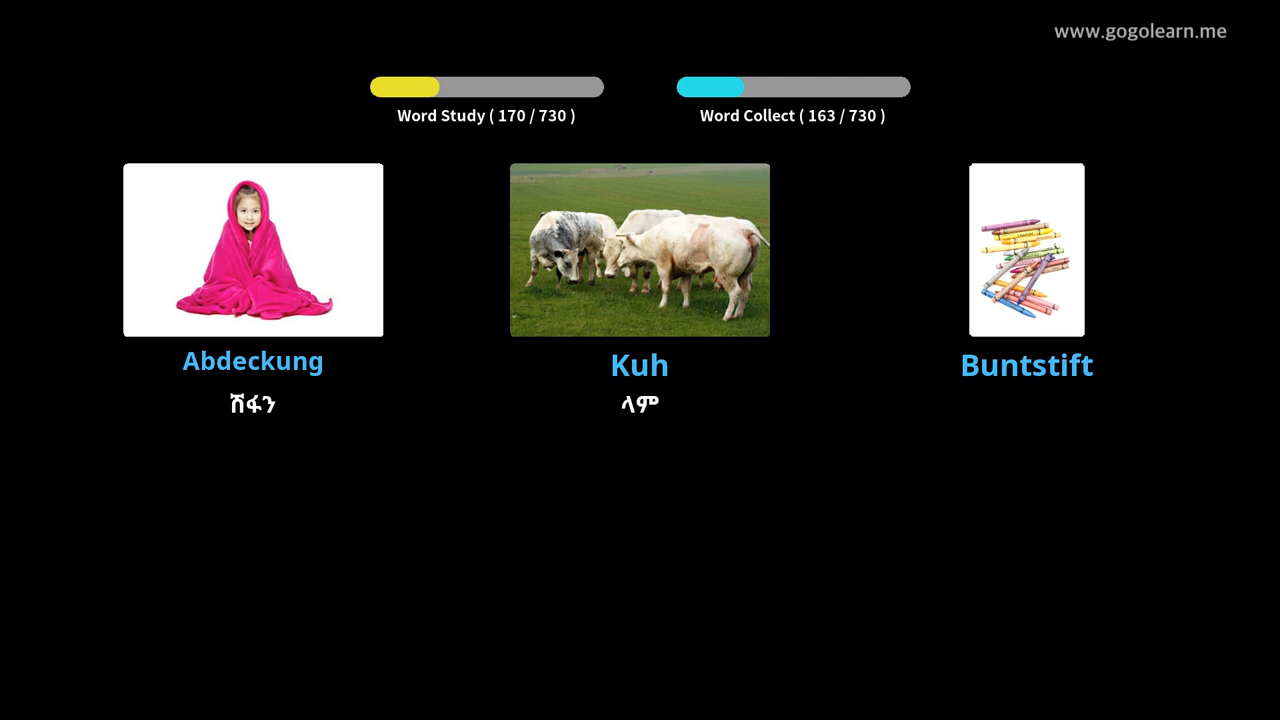 www.gogolearn.me
Word Study ( 170 / 730 )
Word Collect ( 163 / 730 )
Abdeckung
Kuh
Buntstift
ሽፋን
ላም